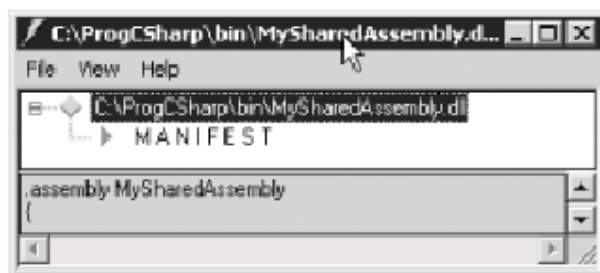 C:\ProgCSharp\bin\MySharedAssembly.d...
File View Help
C:\ProgCSharp\bin\MySharedAssembly.dll
MANIFEST
.assembly MySharedAssembly
{